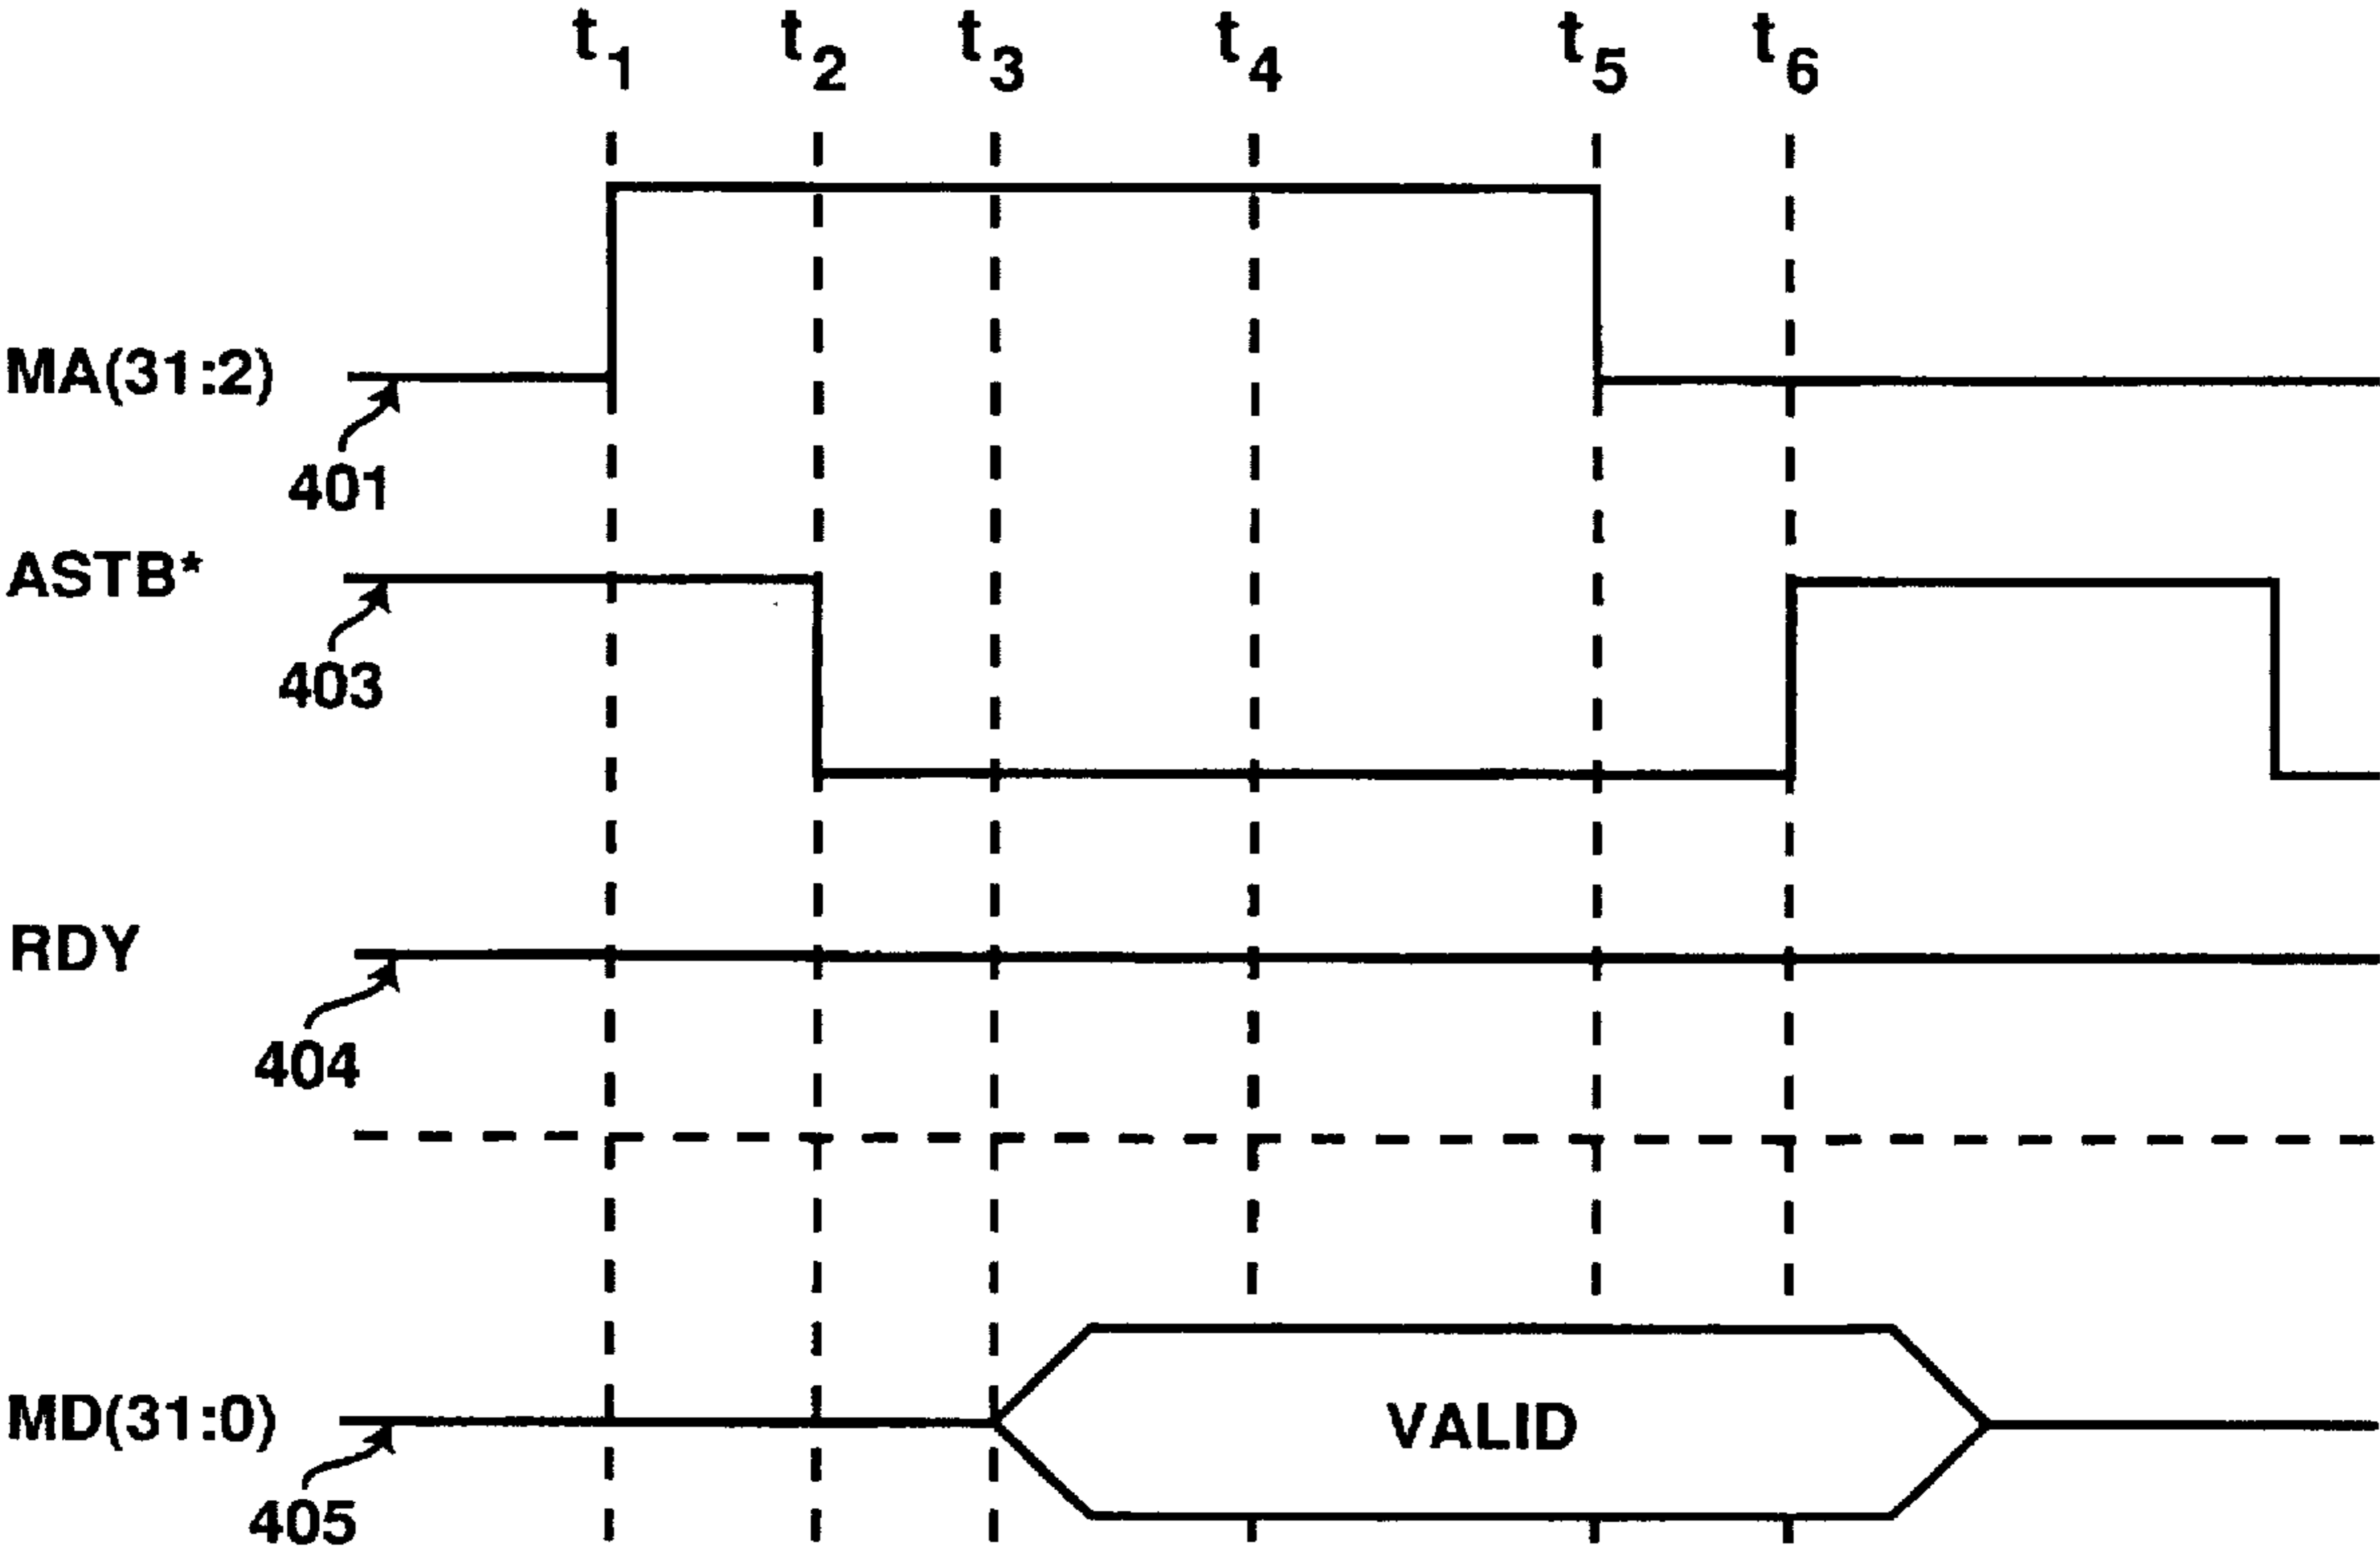 t1 t2 t3 t4 t5 t6
MA(31:2)
401
ASTB*
403
RDY
404
MD(31:0)
VALID
405